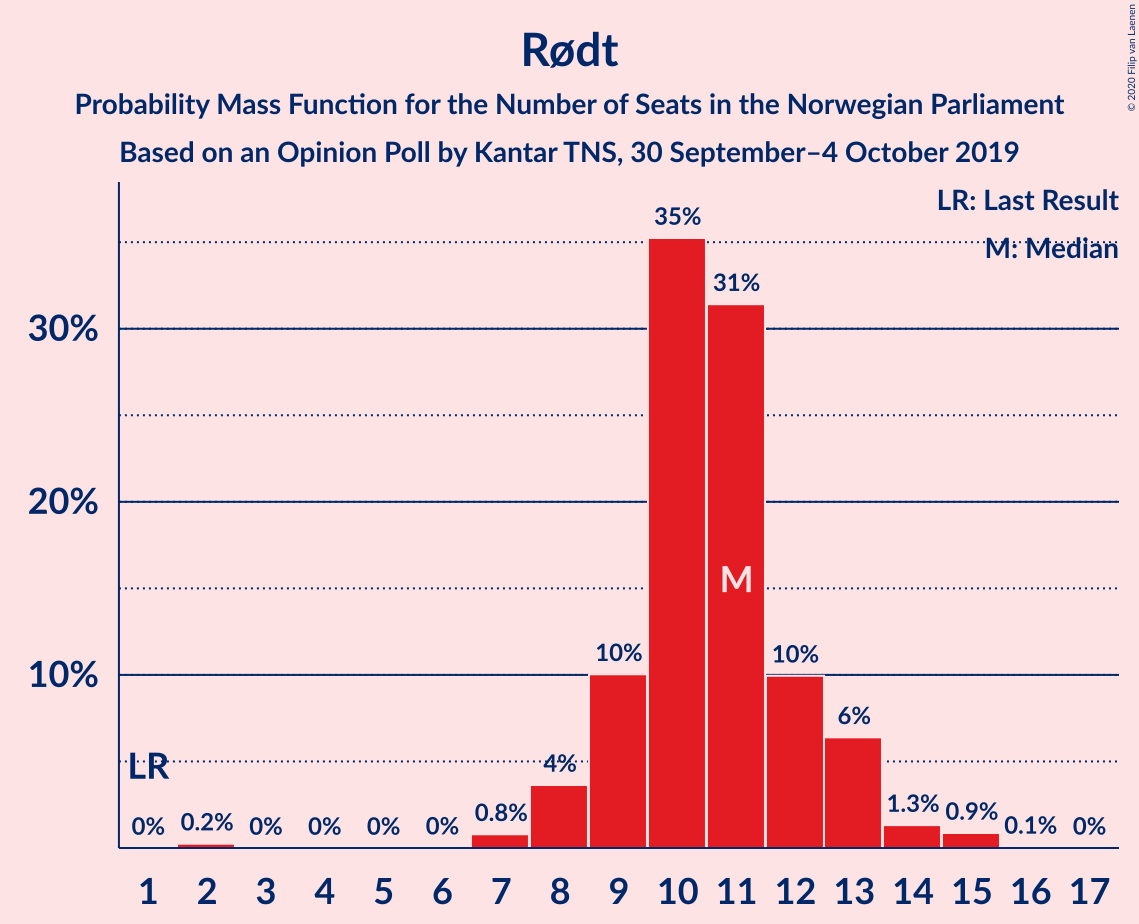 Rødt
Probability Mass Function for the Number of Seats in the Norwegian Parliament
Based on an Opinion Poll by Kantar TNS, 30 September–4 October 2019
© 2020 Filip van Laenen
LR: Last Result
M: Median
30%
20%
10%
35%
31%
M
10%
10%
6%
LR
4%
0% 0.2% 0% 0% 0% 0% 0.8% 1.3% 0.9% 0.1% 0%
1 2 3 4 5 6 7 8 9 10 11 12 13 14 15 16 17